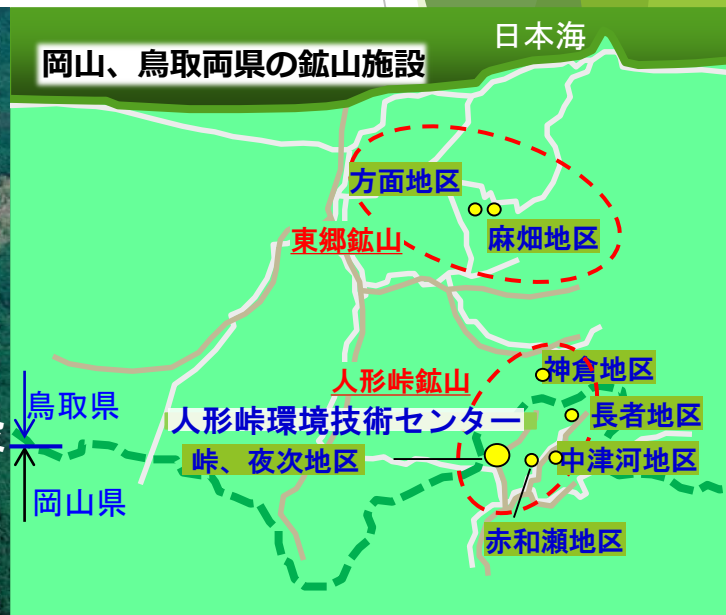 日本海
岡山、鳥取両県の鉱山施設
方面地区
麻畑地区
東郷鉱山
神倉地区
人形峠鉱山
鳥取県
人形峠環境技術センター
長者地区
峠、夜次地区
中津河地区
岡山県
赤和瀬地区